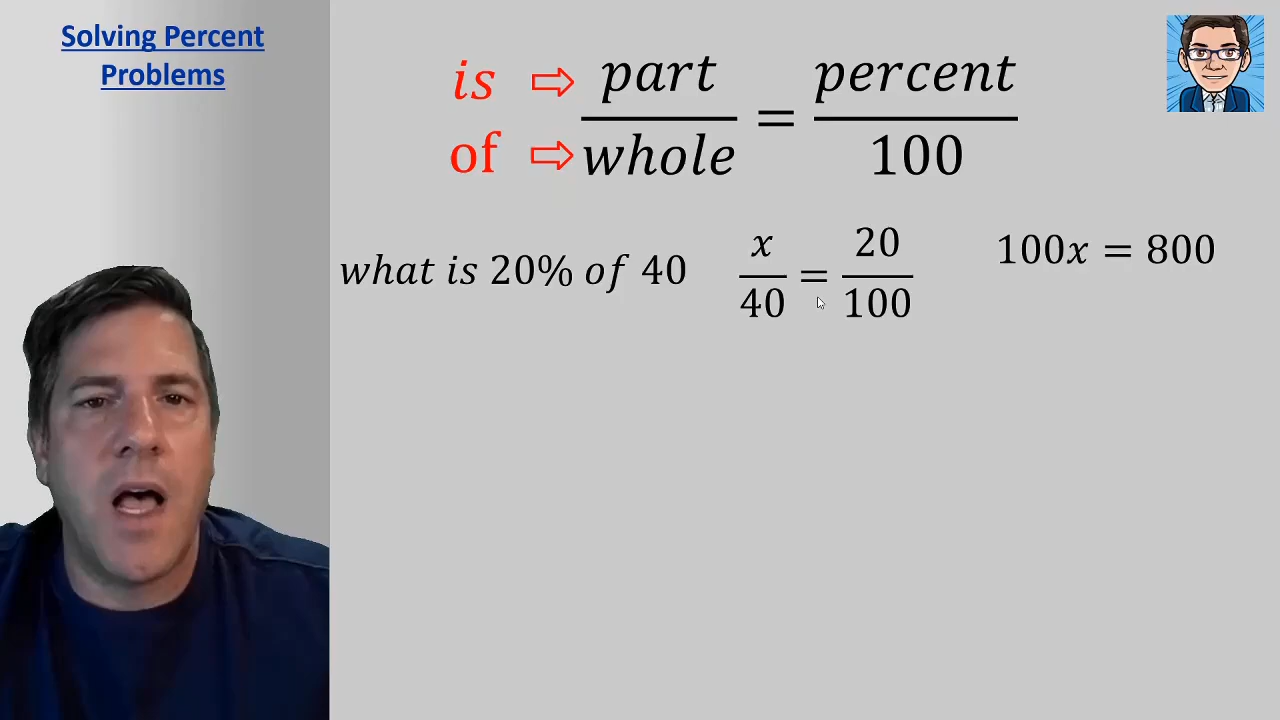 Solving Percent
Problems
is ⇨ part/whole = percent/100
of ⇨
what is 20% of 40
x/40 = 20/100
100x = 800